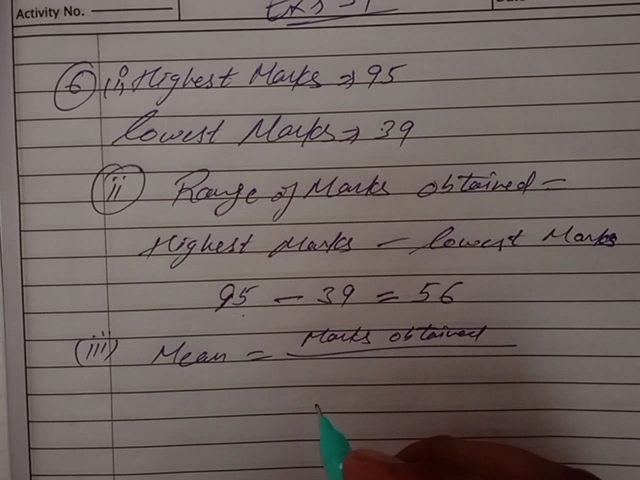 Activity No.
6 (i) Highest Marks ⇒ 95
lowest Marks ⇒ 39
ii Range of Marks obtained =
Highest Marks - lowest Marks
95 - 39 = 56
(iii) Mean = Marks obtained